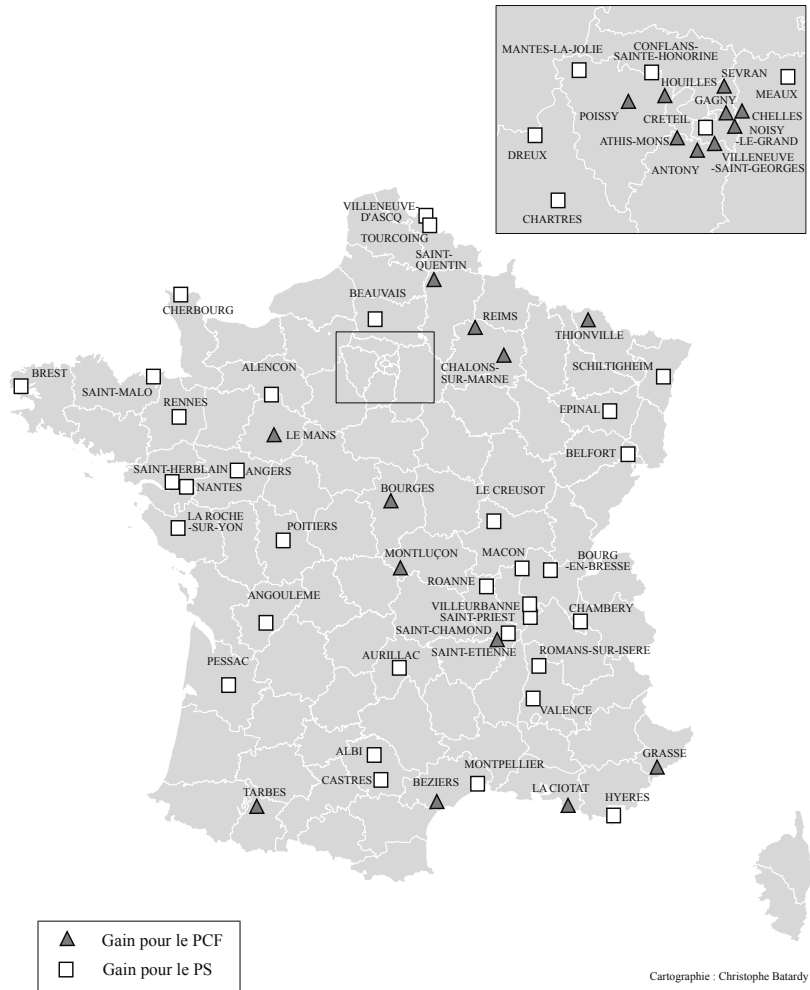 MANTES-LA-JOLIE
CONFLANS-
SAINTE-HONORINE
HOUILLES
SEVRAN
MEAUX
POISSY
GAGNY
CRETEIL
CHELLES
NOISY
-LE-GRAND
ATHIS-MONS
DREUX
ANTONY
VILLENEUVE
-SAINT-GEORGES
CHARTRES
VILLENEUVE-
D'ASCQ
TOURCOING
SAINT-
QUENTIN
BEAUVAIS
CHERBOURG
REIMS
THIONVILLE
CHALONS-
SUR-MARNE
SCHILTIGHEIM
BREST
SAINT-MALO
ALENCON
RENNES
EPINAL
LE MANS
BELFORT
SAINT-HERBLAIN
ANGERS
NANTES
BOURGES
LE CREUSOT
LA ROCHE
-SUR-YON
POITIERS
MONTLUÇON
MACON
BOURG
-EN-BRESSE
ROANNE
ANGOULEME
VILLEURBANNE
SAINT-PRIEST
CHAMBERY
SAINT-CHAMOND
SAINT-ETIENNE
ROMANS-SUR-ISERE
PESSAC
AURILLAC
VALENCE
ALBI
CASTRES
MONTPELLIER
GRASSE
TARBES
BEZIERS
LA CIOTAT
HYERES
Gain pour le PCF
Gain pour le PS
Cartographie : Christophe Batardy